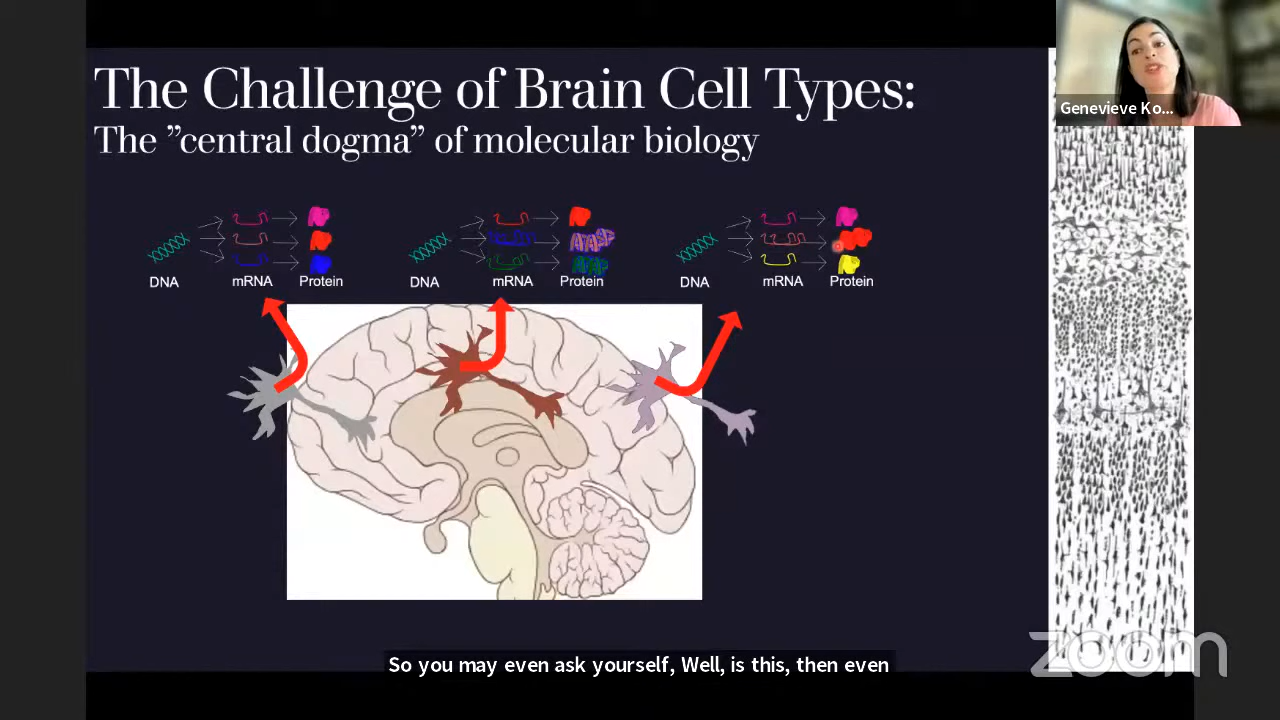 The Challenge of Brain Cell Types:
The ”central dogma” of molecular biology
Genevieve Ko...
DNA mRNA Protein DNA mRNA Protein DNA mRNA Protein
So you may even ask yourself, Well, is this, then even
zoom